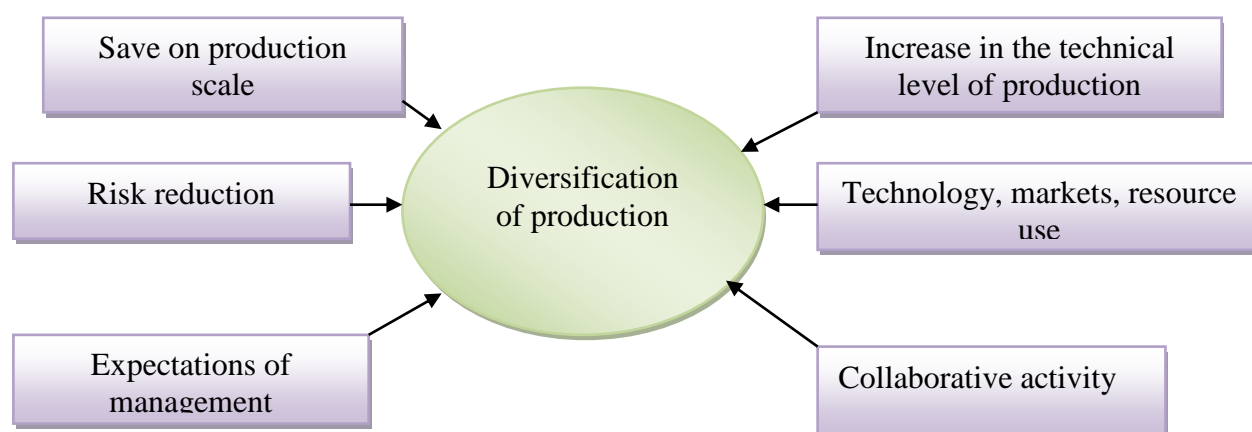 Save on production
scale
Increase in the technical
level of production
Risk reduction
Diversification
of production
Technology, markets, resource
use
Expectations of
management
Collaborative activity